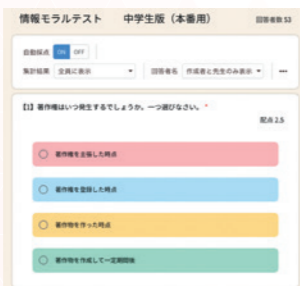 情報モラルテスト　中学生版（本番用）
回答者数 53
自動採点 ON OFF
集計結果 全員に表示 回答者名 作成者と先生のみ表示
【1】著作権はいつ発生するでしょうか。一つ選びなさい。*
配点 2.5
著作権を主張した時点
著作権を登録した時点
著作物を作った時点
著作物を作成して一定期間後